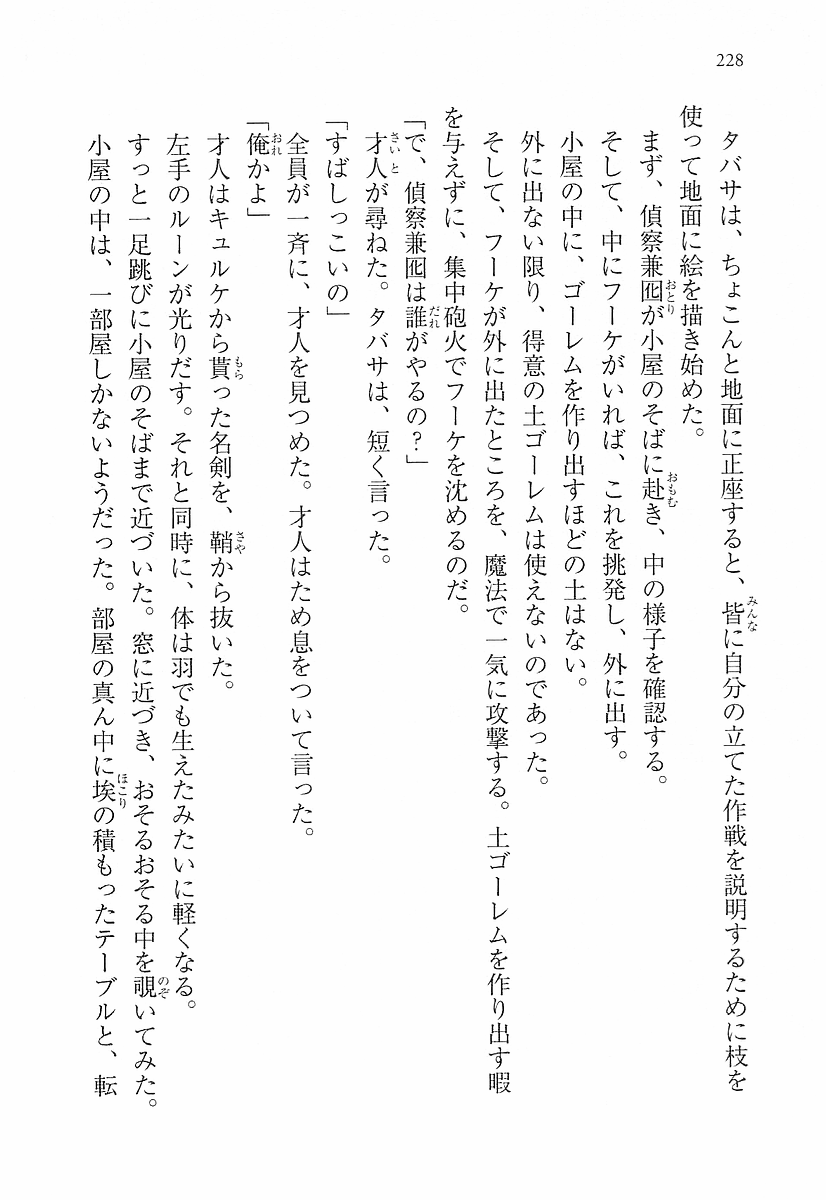 228
タバサは、ちょこんと地面に正座すると、皆に自分の立てた作戦を説明するために枝を
使って地面に絵を描き始めた。
まず、偵察兼囮が小屋のそばに赴き、中の様子を確認する。
そして、中にフーケがいれば、これを挑発し、外に出す。
小屋の中に、ゴーレムを作り出すほどの土はない。
外に出ない限り、得意の土ゴーレムは使えないのであった。
そして、フーケが外に出たところを、魔法で一気に攻撃する。土ゴーレムを作り出す暇
を与えずに、集中砲火でフーケを沈めるのだ。
「で、偵察兼囮は誰がやるの？」
才人が尋ねた。タバサは、短く言った。
「すばしっこいの」
全員が一斉に、才人を見つめた。才人はため息をついて言った。
「俺かよ」
才人はキュルケから貰った名剣を、鞘から抜いた。
左手のルーンが光りだす。それと同時に、体は羽でも生えたみたいに軽くなる。
すっと一足跳びに小屋のそばまで近づいた。窓に近づき、おそるおそる中を覗いてみた。
小屋の中は、一部屋しかないようだった。部屋の真ん中に埃の積もったテーブルと、転